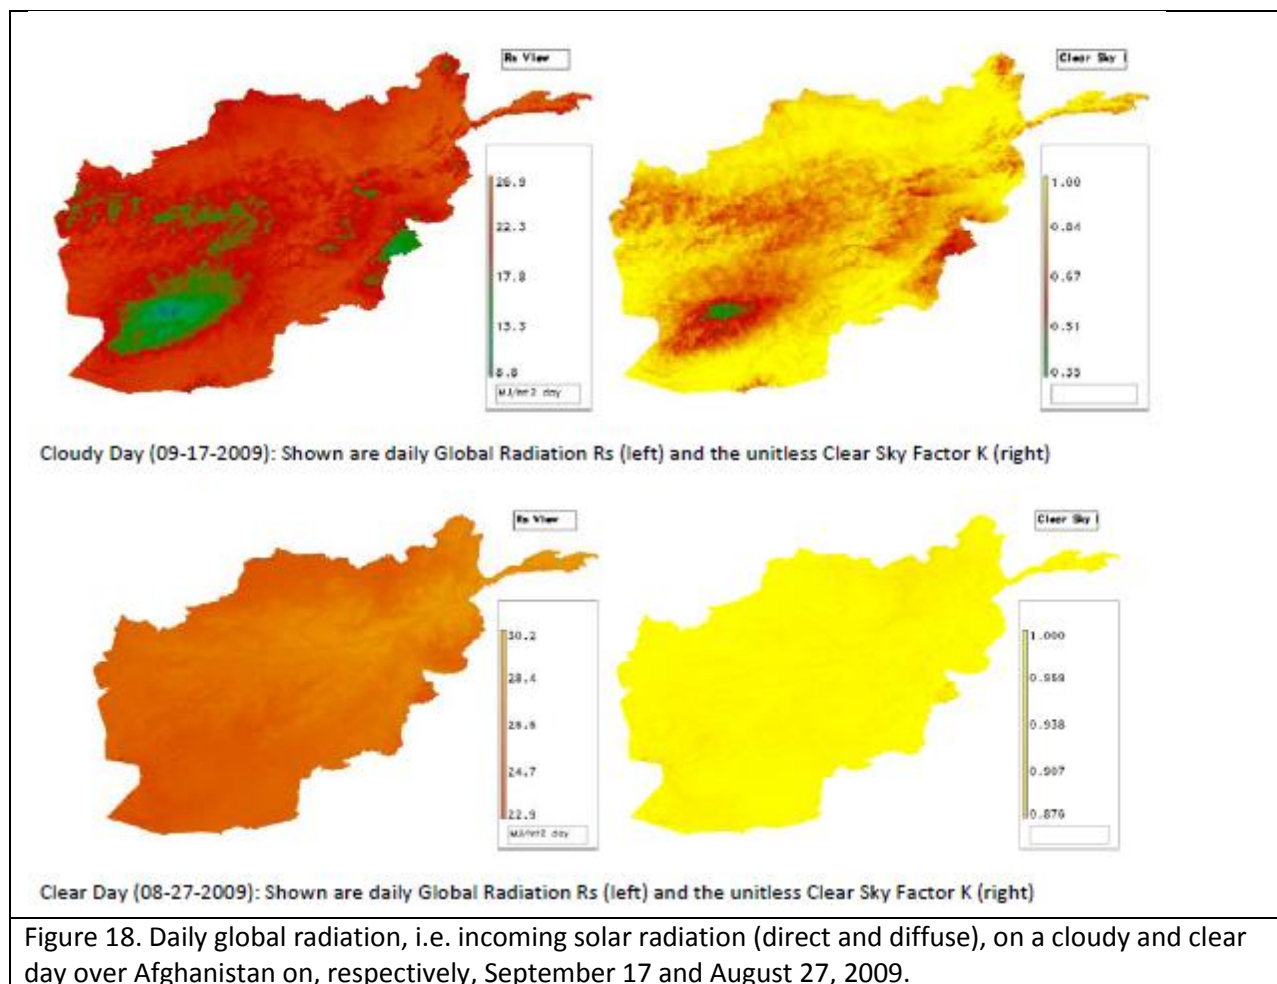 Rs View
Clear Sky
26.9
22.3
17.8
13.3
8.8
MJ/m2 day
1.00
0.84
0.67
0.51
0.35
Cloudy Day (09-17-2009): Shown are daily Global Radiation Rs (left) and the unitless Clear Sky Factor K (right)
Rs View
Clear Sky
30.2
28.4
26.6
24.7
22.9
MJ/m2 day
1.000
0.969
0.938
0.907
0.876
Clear Day (08-27-2009): Shown are daily Global Radiation Rs (left) and the unitless Clear Sky Factor K (right)
Figure 18. Daily global radiation, i.e. incoming solar radiation (direct and diffuse), on a cloudy and clear
day over Afghanistan on, respectively, September 17 and August 27, 2009.